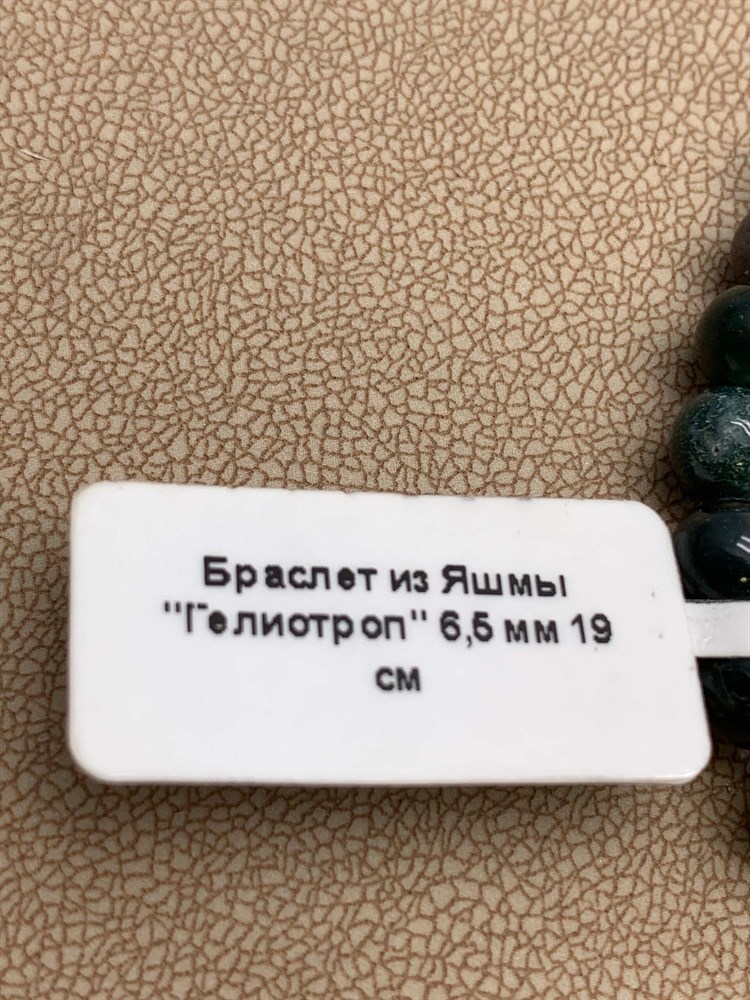 Браслет из Яшмы
"Гелиотроп" 6,5 мм 19
см